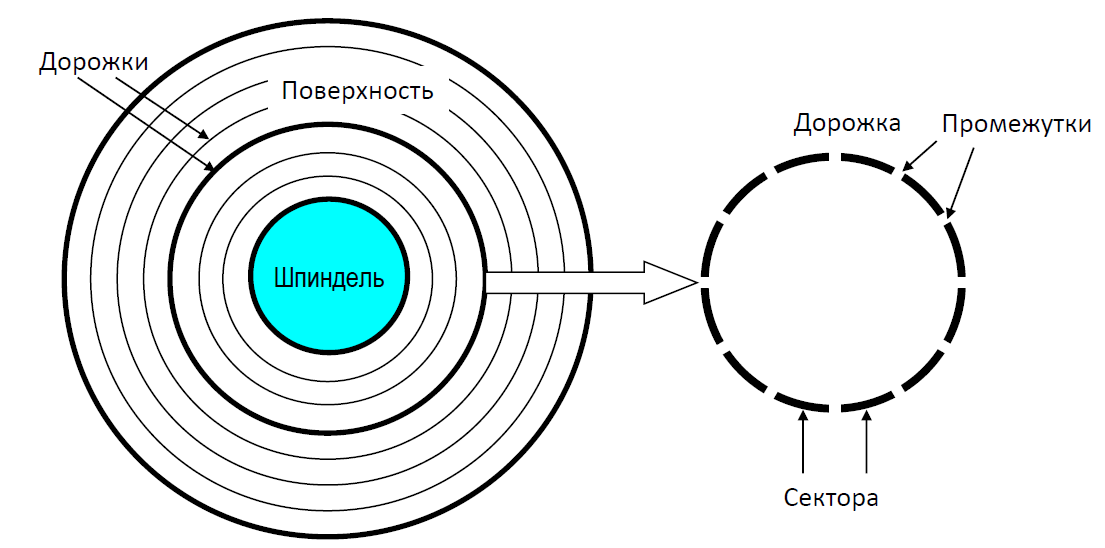 Дорожки
Поверхность
Шпиндель
Дорожка
Промежутки
Сектора